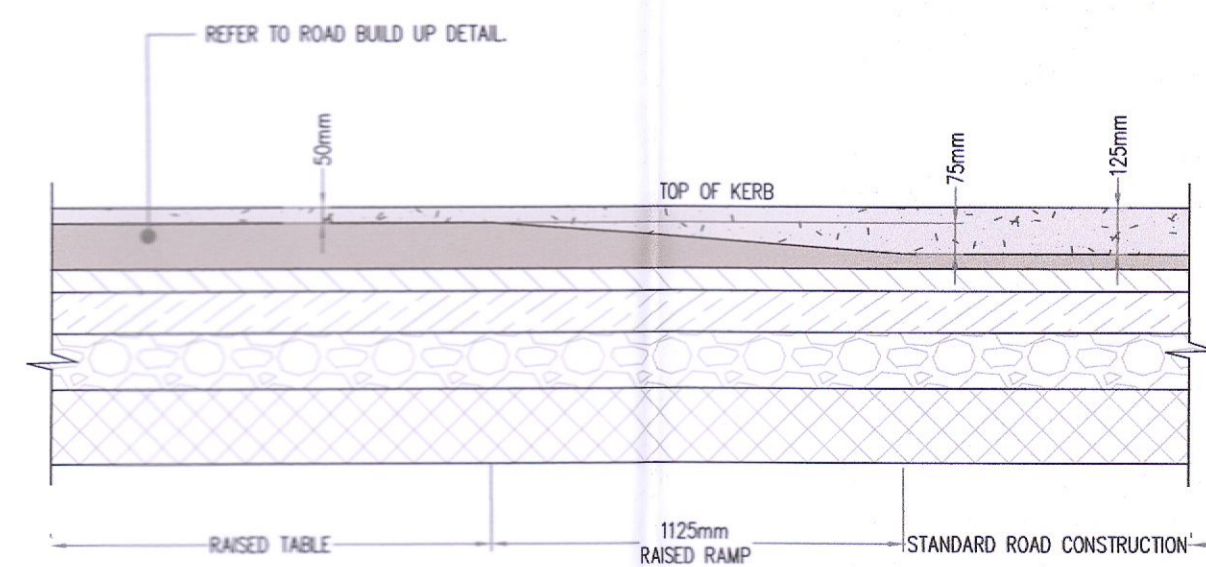 REFER TO ROAD BUILD UP DETAIL.
50mm
75mm
125mm
TOP OF KERB
RAISED TABLE
1125mm
RAISED RAMP
STANDARD ROAD CONSTRUCTION